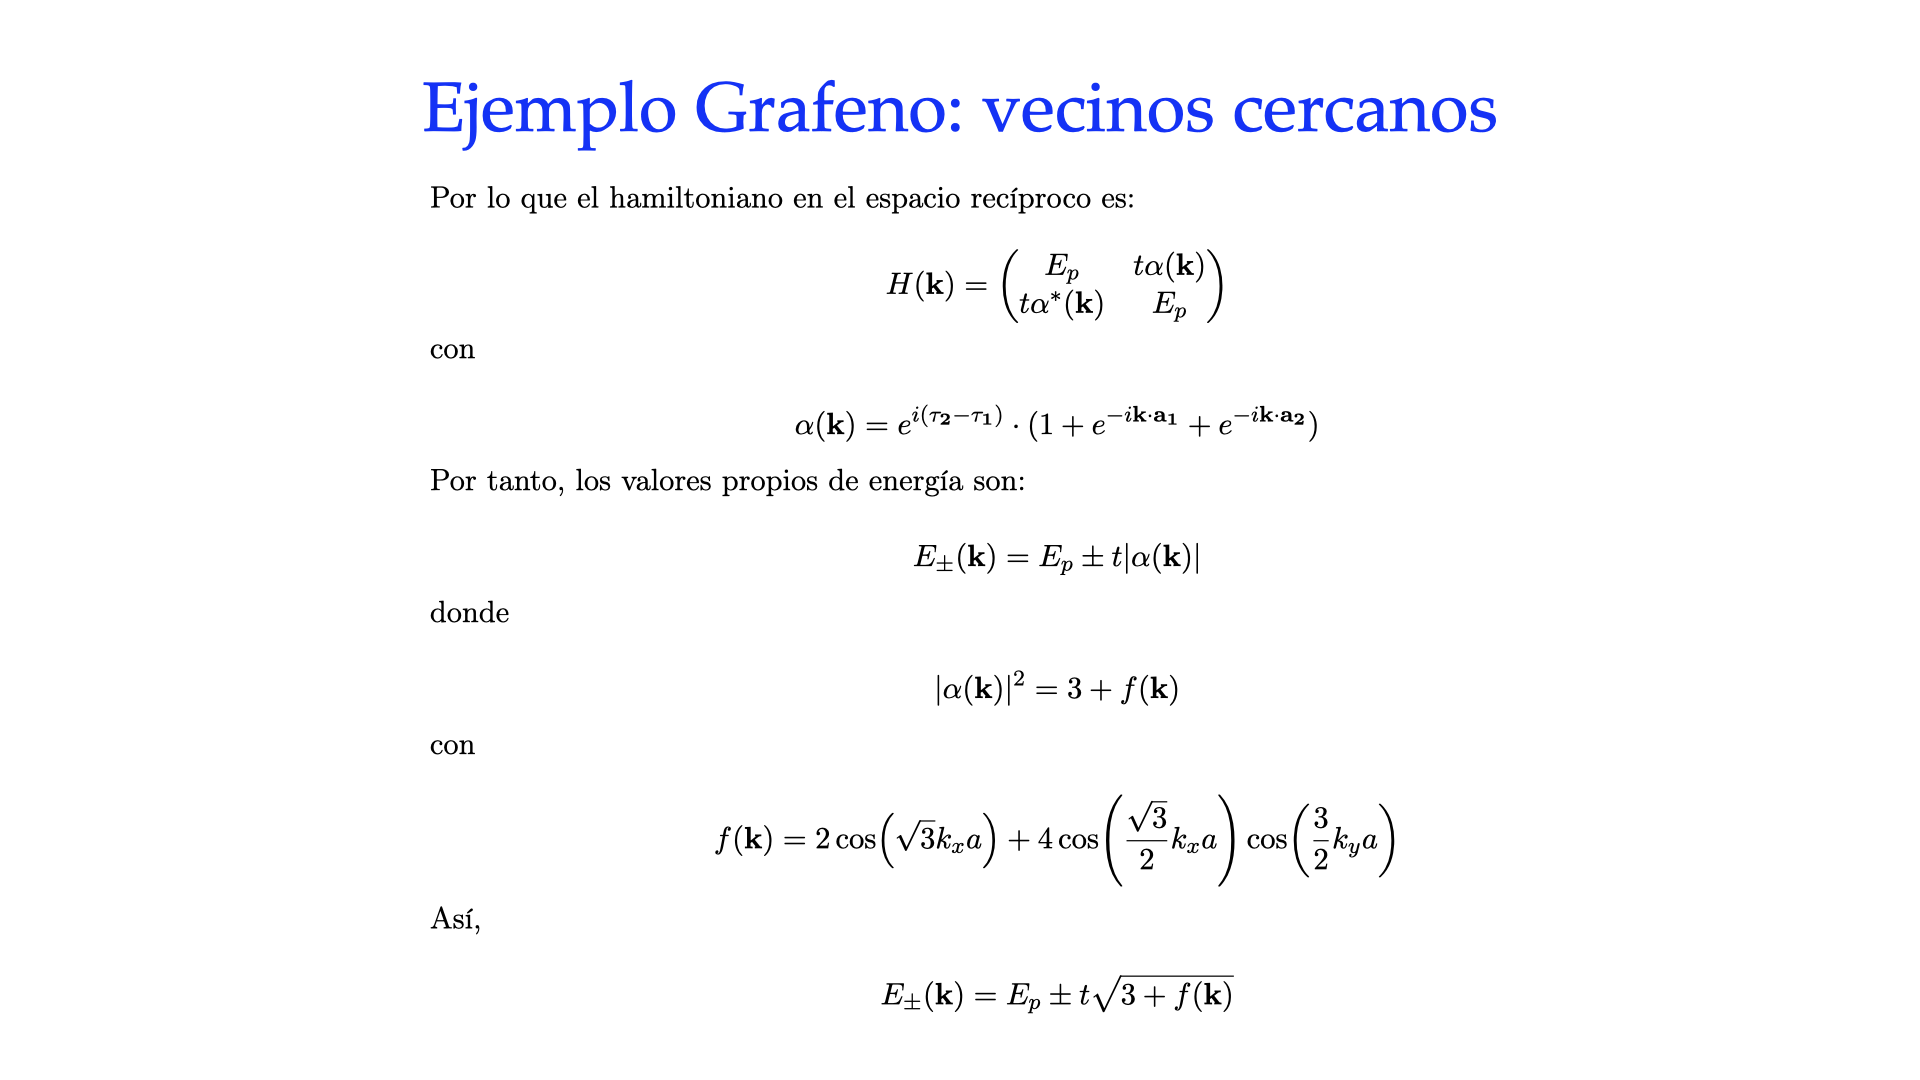 Ejemplo Grafeno: vecinos cercanos
Por lo que el hamiltoniano en el espacio recíproco es:
$$H(\mathbf{k}) = \begin{pmatrix} E_p & t\alpha(\mathbf{k}) \\ t\alpha^*(\mathbf{k}) & E_p \end{pmatrix}$$
con
$$\alpha(\mathbf{k}) = e^{i(\tau_{\mathbf{2}} - \tau_{\mathbf{1}})} \cdot (1 + e^{-i\mathbf{k}\cdot\mathbf{a_1}} + e^{-i\mathbf{k}\cdot\mathbf{a_2}})$$
Por tanto, los valores propios de energía son:
$$E_{\pm}(\mathbf{k}) = E_p \pm t|\alpha(\mathbf{k})|$$
donde
$$|\alpha(\mathbf{k})|^2 = 3 + f(\mathbf{k})$$
con
$$f(\mathbf{k}) = 2\cos\left(\sqrt{3}k_x a\right) + 4\cos\left(\frac{\sqrt{3}}{2}k_x a\right)\cos\left(\frac{3}{2}k_y a\right)$$
Así,
$$E_{\pm}(\mathbf{k}) = E_p \pm t\sqrt{3 + f(\mathbf{k})}$$